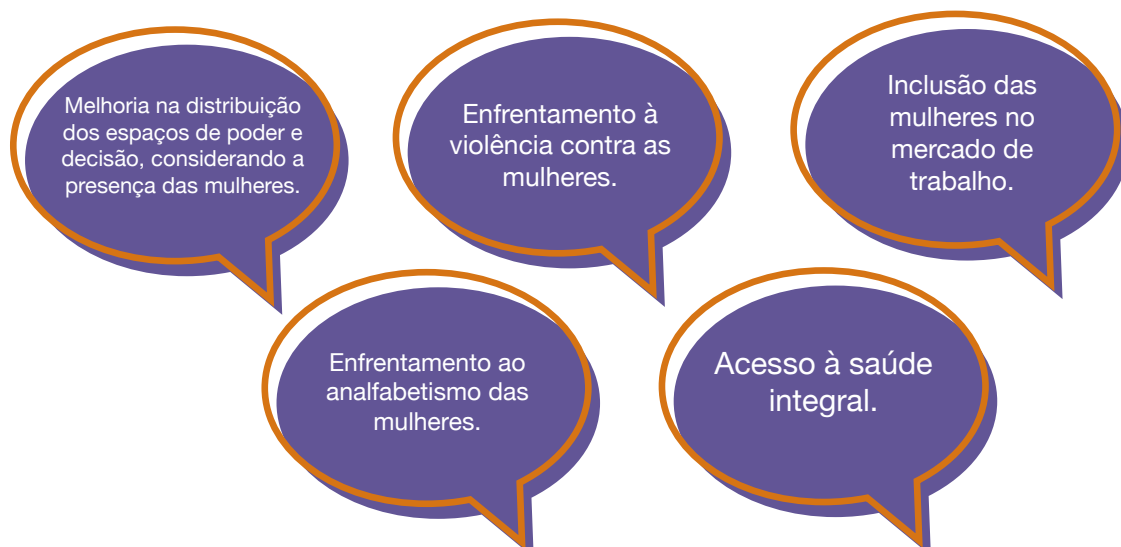 Melhoria na distribuição
dos espaços de poder e
decisão, considerando a
presença das mulheres.
Enfrentamento à
violência contra as
mulheres.
Inclusão das
mulheres no
mercado de
trabalho.
Enfrentamento ao
analfabetismo das
mulheres.
Acesso à saúde
integral.